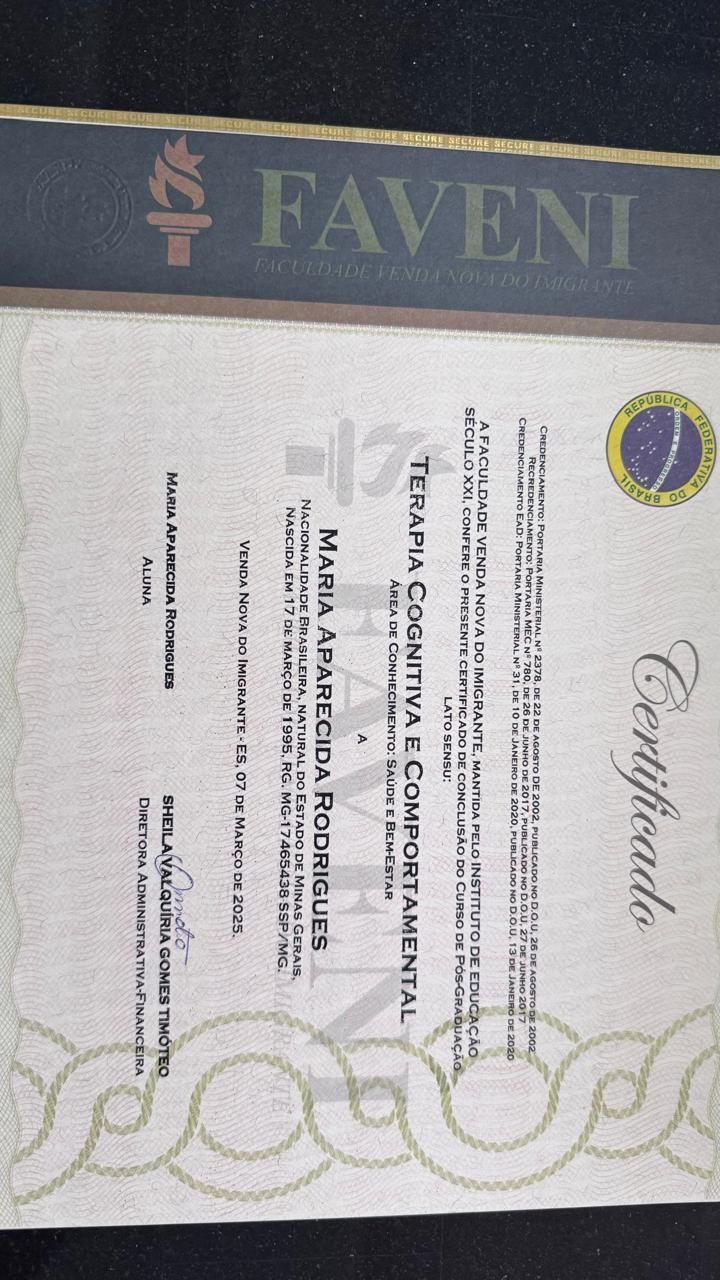 SECURE SECURE SECURE SECURE SECURE SECURE SECURE SECURE SECURE SECURE
FAVENI
FACULDADE VENDA NOVA DO IMIGRANTE
REPÚBLICA FEDERATIVA DO BRASIL
ORDEM E PROGRESSO
Certificado
CREDENCIAMENTO: PORTARIA MINISTERIAL Nº 2378, DE 22 DE AGOSTO DE 2002, PUBLICADO NO D.O.U, 26 DE AGOSTO DE 2002
RECREDENCIAMENTO: PORTARIA MEC Nº 780, DE 26 DE JUNHO DE 2017, PUBLICADO NO D.O.U, 27 DE JUNHO 2017
CREDENCIAMENTO EAD: PORTARIA MINISTERIAL Nº 31, DE 10 DE JANEIRO DE 2020, PUBLICADO NO D.O.U, 13 DE JANEIRO DE 2020
A FACULDADE VENDA NOVA DO IMIGRANTE, MANTIDA PELO INSTITUTO DE EDUCAÇÃO
SÉCULO XXI, CONFERE O PRESENTE CERTIFICADO DE CONCLUSÃO DO CURSO DE PÓS-GRADUAÇÃO
LATO SENSU:
TERAPIA COGNITIVA E COMPORTAMENTAL
ÁREA DE CONHECIMENTO: SAÚDE E BEM-ESTAR
A
MARIA APARECIDA RODRIGUES
NACIONALIDADE BRASILEIRA, NATURAL DO ESTADO DE MINAS GERAIS,
NASCIDA EM 17 DE MARÇO DE 1995, RG. MG-17465438 SSP/MG.
FAVENI
VENDA NOVA DO IMIGRANTE - ES, 07 DE MARÇO DE 2025.
MARIA APARECIDA RODRIGUES
ALUNA
SHEILA VALQUÍRIA GOMES TIMÓTEO
DIRETORA ADMINISTRATIVA-FINANCEIRA